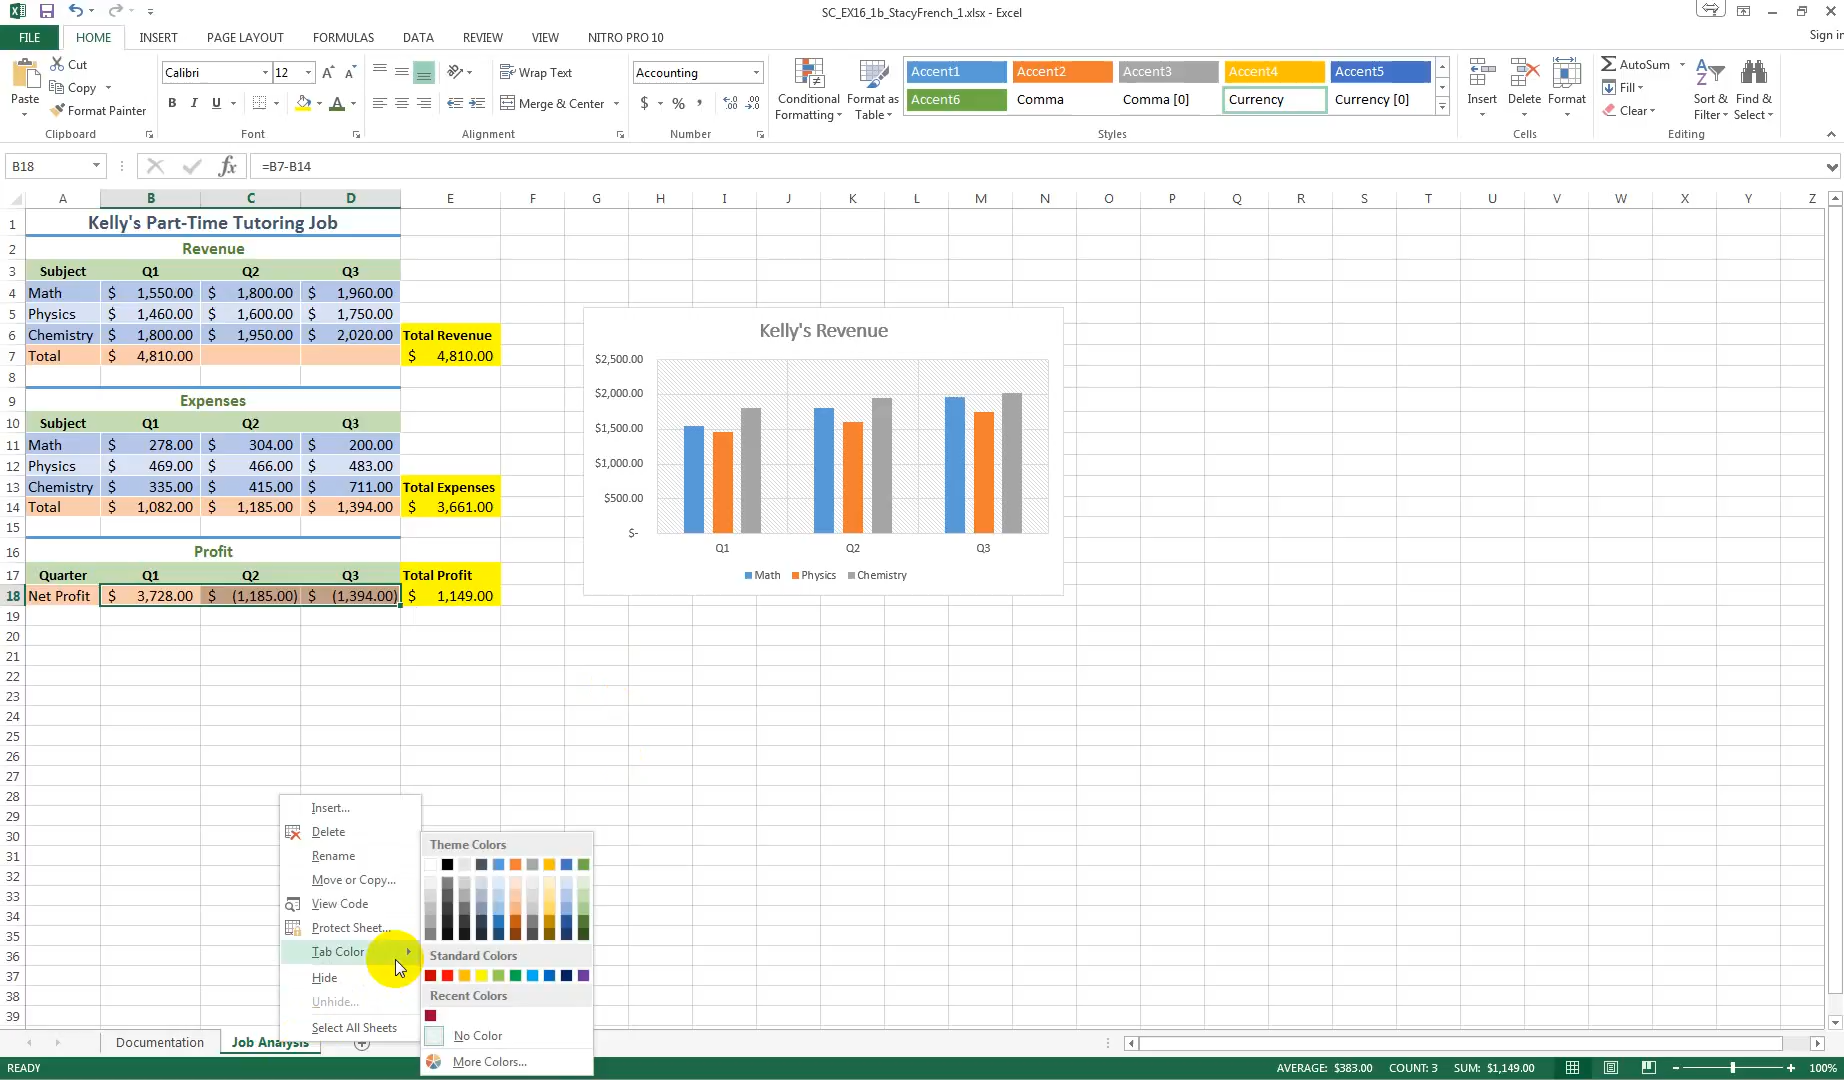 SC_EX16_1b_StacyFrench_1.xlsx - Excel
Sign in
FILE HOME INSERT PAGE LAYOUT FORMULAS DATA REVIEW VIEW NITRO PRO 10
Paste
Cut
Copy
Format Painter
Clipboard
Calibri 12
B I U
Font
Wrap Text
Merge & Center
Alignment
Accounting
$ % ,
Number
Conditional Formatting
Format as Table
Accent1 Accent2 Accent3 Accent4 Accent5
Accent6 Comma Comma [0] Currency Currency [0]
Styles
Insert Delete Format
Cells
AutoSum
Fill
Clear
Sort & Filter
Find & Select
Editing
B18 fx =B7-B14
A B C D E F G H I J K L M N O P Q R S T U V W X Y Z
1 Kelly's Part-Time Tutoring Job
2 Revenue
3 Subject Q1 Q2 Q3
4 Math $ 1,550.00 $ 1,800.00 $ 1,960.00
5 Physics $ 1,460.00 $ 1,600.00 $ 1,750.00
6 Chemistry $ 1,800.00 $ 1,950.00 $ 2,020.00 Total Revenue
7 Total $ 4,810.00 $ 4,810.00
8
9 Expenses
10 Subject Q1 Q2 Q3
11 Math $ 278.00 $ 304.00 $ 200.00
12 Physics $ 469.00 $ 466.00 $ 483.00
13 Chemistry $ 335.00 $ 415.00 $ 711.00 Total Expenses
14 Total $ 1,082.00 $ 1,185.00 $ 1,394.00 $ 3,661.00
15
16 Profit
17 Quarter Q1 Q2 Q3 Total Profit
18 Net Profit $ 3,728.00 $ (1,185.00) $ (1,394.00) $ 1,149.00
19
20
21
22
23
24
25
26
27
28
29
30
31
32
33
34
35
36
37
38
39
Kelly's Revenue
$2,500.00
$2,000.00
$1,500.00
$1,000.00
$500.00
$-
Q1 Q2 Q3
Math Physics Chemistry
Insert...
Delete
Rename
Move or Copy...
View Code
Protect Sheet...
Tab Color
Hide
Unhide...
Select All Sheets
Theme Colors
Standard Colors
Recent Colors
No Color
More Colors...
Documentation Job Analysis
READY AVERAGE: $383.00 COUNT: 3 SUM: $1,149.00 100%